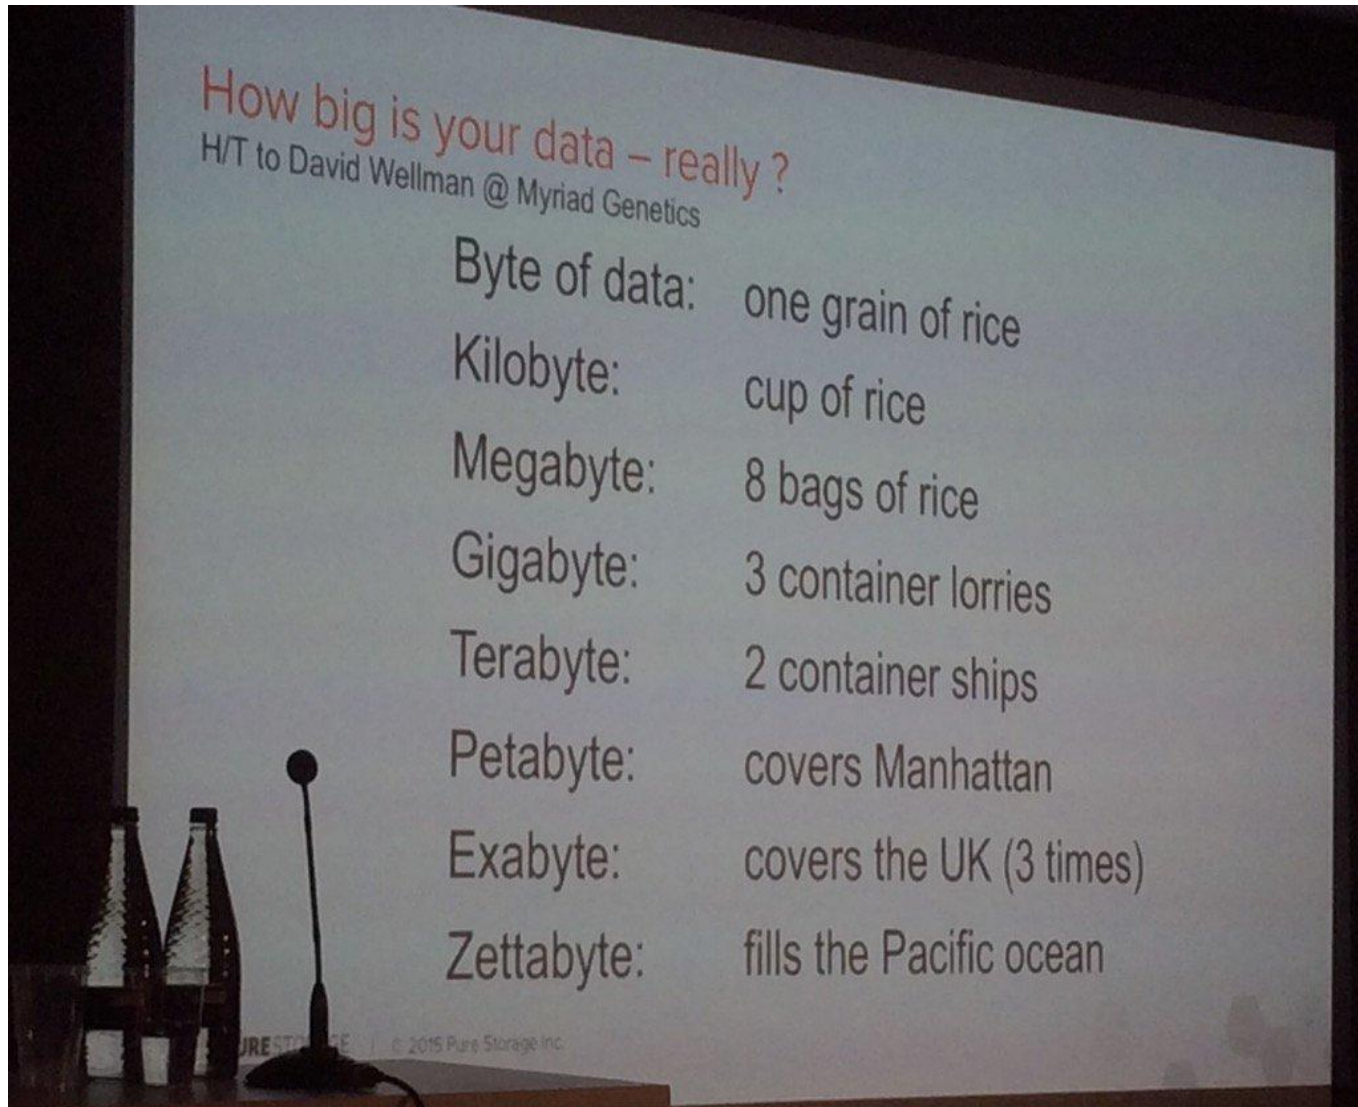 How big is your data – really ?
H/T to David Wellman @ Myriad Genetics
Byte of data: one grain of rice
Kilobyte: cup of rice
Megabyte: 8 bags of rice
Gigabyte: 3 container lorries
Terabyte: 2 container ships
Petabyte: covers Manhattan
Exabyte: covers the UK (3 times)
Zettabyte: fills the Pacific ocean
© 2015 Pure Storage Inc.